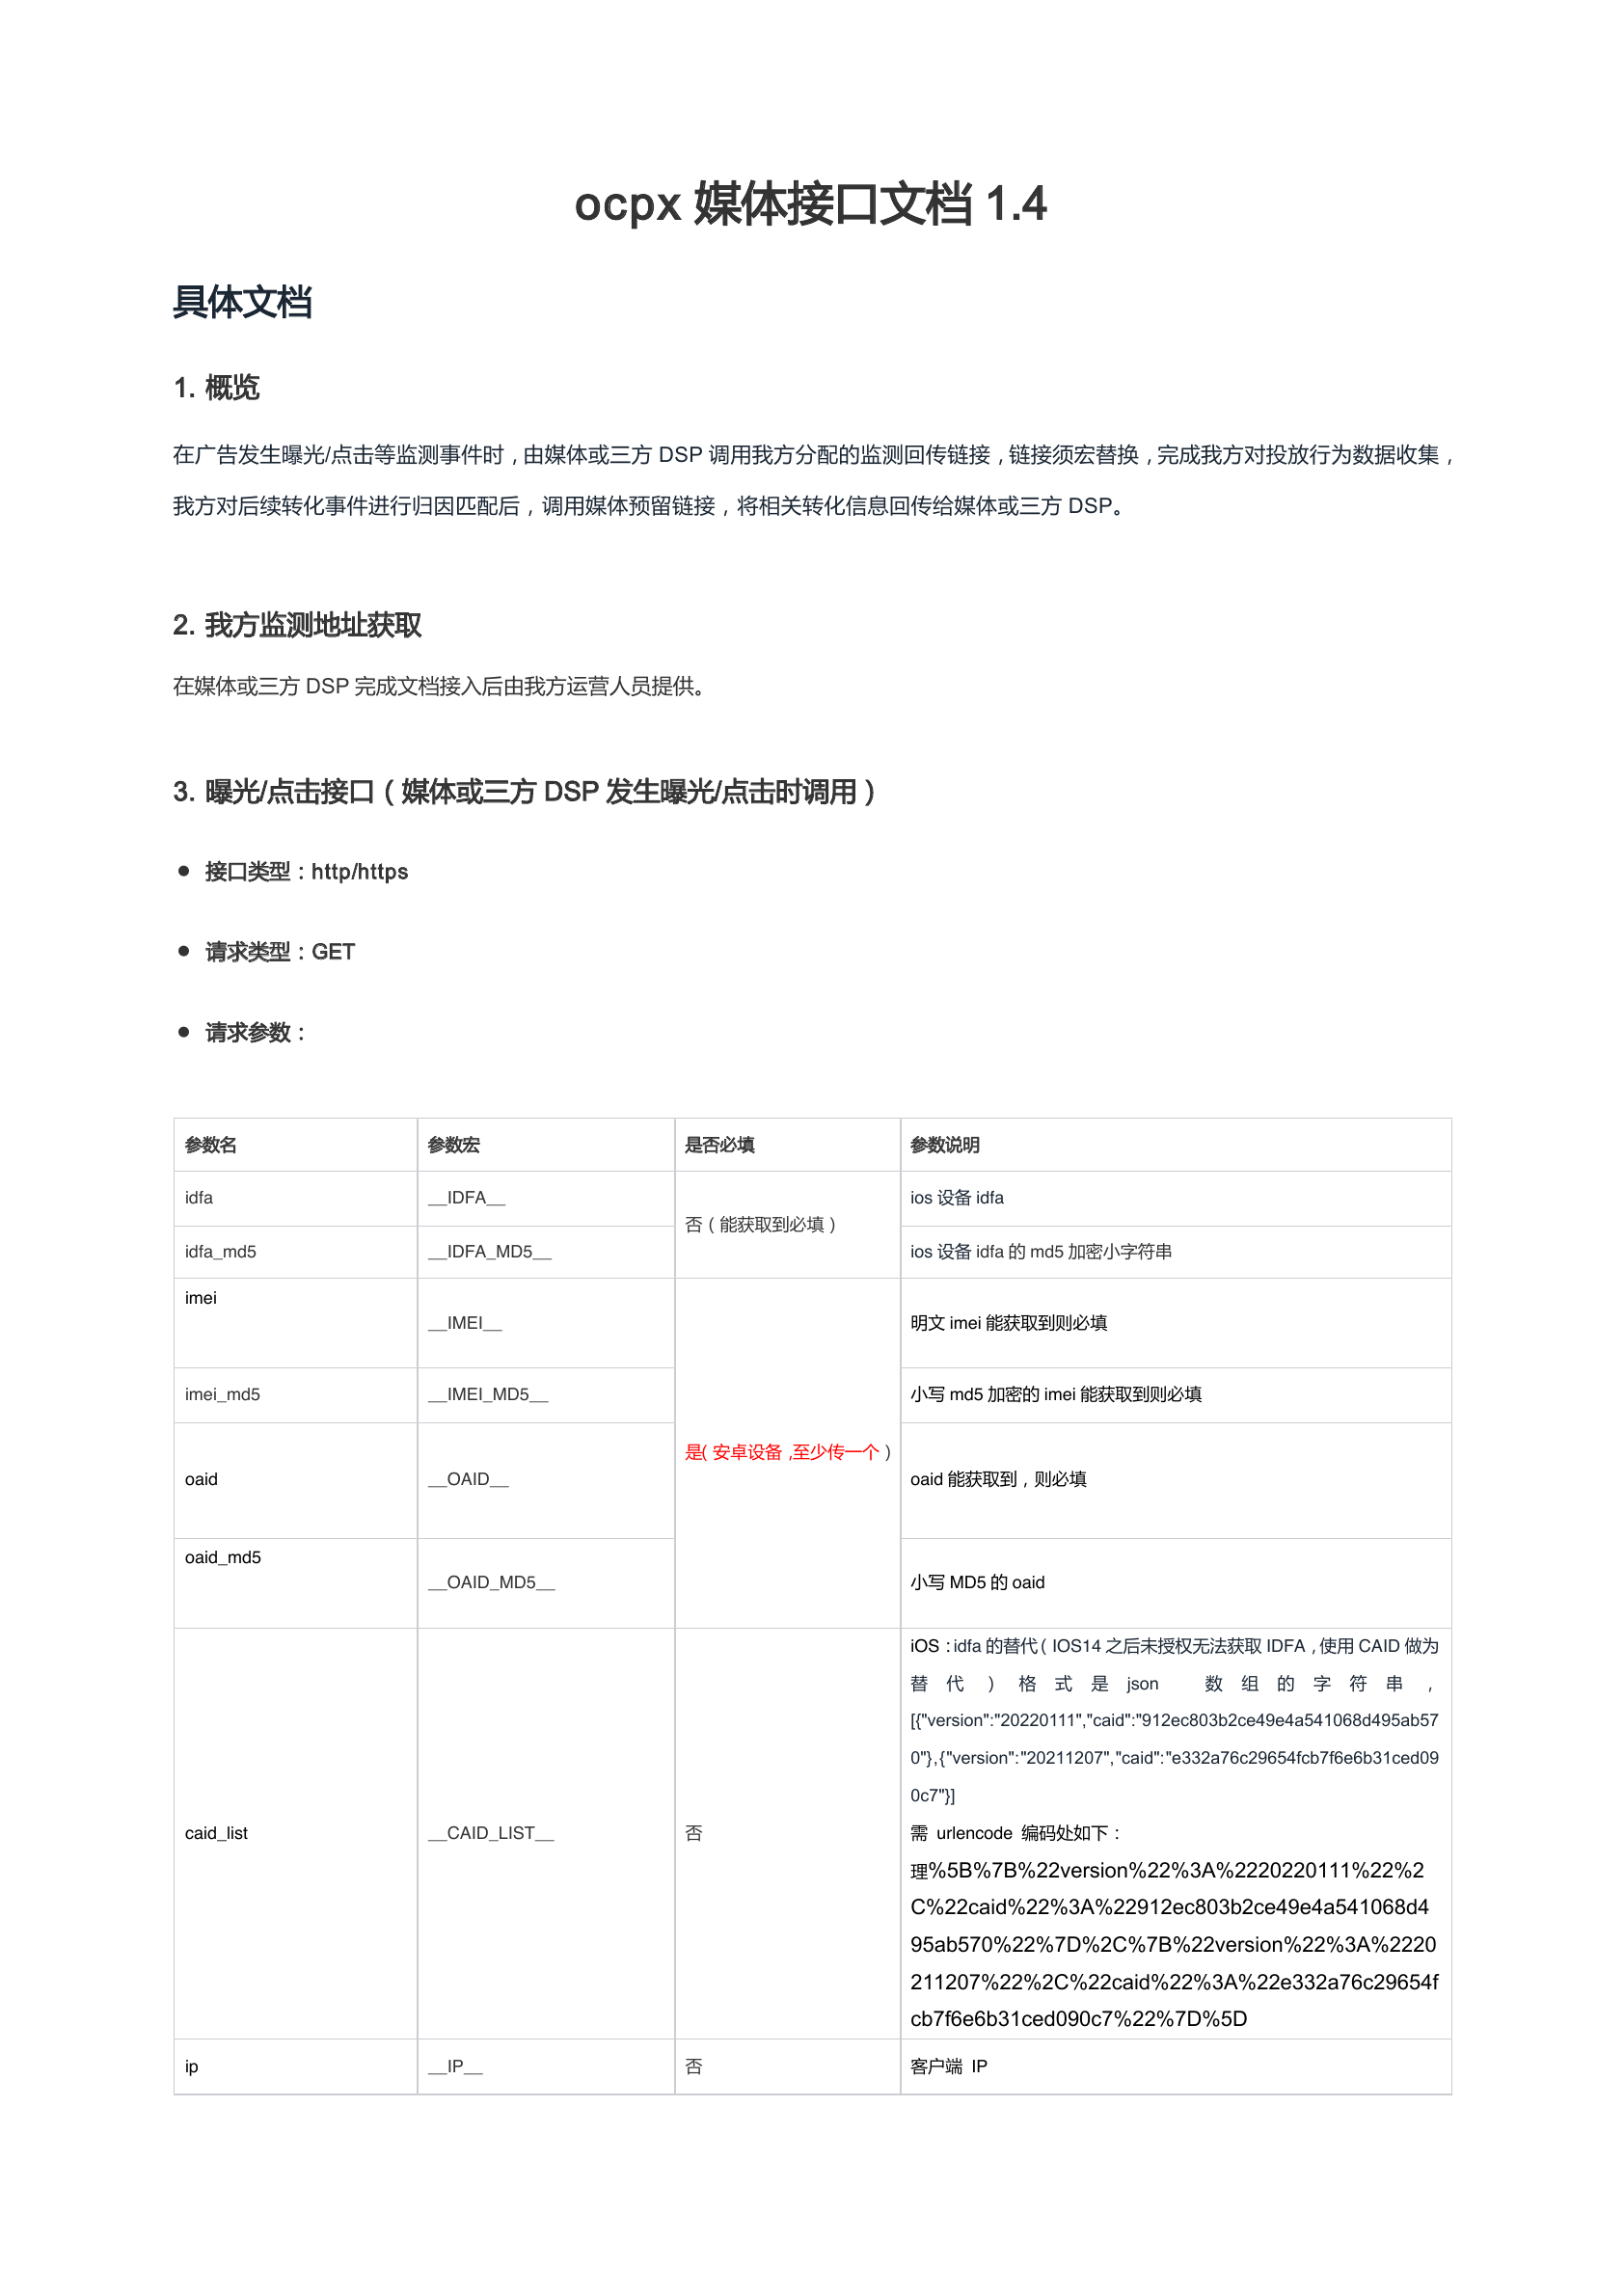 ocpx 媒体接口文档 1.4
具体文档
1. 概览
在广告发生曝光/点击等监测事件时，由媒体或三方 DSP 调用我方分配的监测回传链接，链接须宏替换，完成我方对投放行为数据收集，
我方对后续转化事件进行归因匹配后，调用媒体预留链接，将相关转化信息回传给媒体或三方 DSP。
2. 我方监测地址获取
在媒体或三方 DSP 完成文档接入后由我方运营人员提供。
3. 曝光/点击接口（媒体或三方 DSP 发生曝光/点击时调用）
● 接口类型：http/https
● 请求类型：GET
● 请求参数：
参数名 参数宏 是否必填 参数说明
idfa __IDFA__ 否（能获取到必填） ios 设备 idfa
idfa_md5 __IDFA_MD5__ ios 设备 idfa 的 md5 加密小字符串
imei __IMEI__ 明文 imei 能获取到则必填
imei_md5 __IMEI_MD5__ 小写 md5 加密的 imei 能获取到则必填
是（安卓设备，至少传一个）
oaid __OAID__ oaid 能获取到，则必填
oaid_md5 __OAID_MD5__ 小写 MD5 的 oaid
caid_list __CAID_LIST__ 否
iOS：idfa 的替代（IOS14 之后未授权无法获取 IDFA，使用 CAID 做为
替代）格式是 json 数组的字符串，
[{"version":"20220111","caid":"912ec803b2ce49e4a541068d495ab57
0"},{"version":"20211207","caid":"e332a76c29654fcb7f6e6b31ced09
0c7"}]
需 urlencode 编码处如下：
理%5B%7B%22version%22%3A%2220220111%22%2
C%22caid%22%3A%22912ec803b2ce49e4a541068d4
95ab570%22%7D%2C%7B%22version%22%3A%2220
211207%22%2C%22caid%22%3A%22e332a76c29654f
cb7f6e6b31ced090c7%22%7D%5D
ip __IP__ 否 客户端 IP